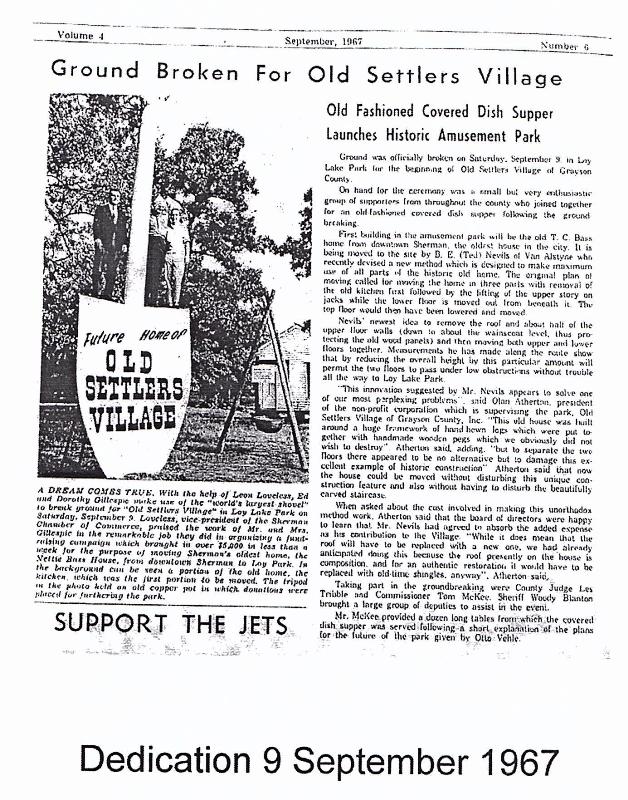 Volume 4
September, 1967
Number 6
Ground Broken For Old Settlers Village
Future Home of
OLD
SETTLERS
VILLAGE
A DREAM COMES TRUE. With the help of Leon Loveless, Ed
and Dorothy Gillespie make use of the "world's largest shovel"
to break ground for "Old Settlers Village" in Loy Lake Park on
Saturday, September 9. Loveless, vice-president of the Sherman
Chamber of Commerce, praised the work of Mr. and Mrs.
Gillespie in the remarkable job they did in organizing a fund-
raising campaign which brought in over $5,000 in less than a
week for the purpose of moving Sherman's oldest home, the
Nettie Bass House, from downtown Sherman to Loy Park. In
the background can be seen a portion of the old home, the
kitchen, which was the first portion to be moved. The tripod
in the photo held an old copper pot in which donations were
placed for furthering the park.
SUPPORT THE JETS
Old Fashioned Covered Dish Supper
Launches Historic Amusement Park
Ground was officially broken on Saturday, September 9, in Loy
Lake Park for the beginning of Old Settlers Village of Grayson
County.
On hand for the ceremony was a small but very enthusiastic
group of supporters from throughout the county who joined together
for an old-fashioned covered dish supper following the ground
breaking.
First building in the amusement park will be the old T. C. Bass
home from downtown Sherman, the oldest house in the city. It is
being moved to the site by B. E. (Ted) Nevils of Van Alstyne who
recently devised a new method which is designed to make maximum
use of all parts of the historic old home. The original plan of
moving called for moving the home in three parts with removal of
the old kitchen first followed by the lifting of the upper story on
jacks while the lower floor is moved out from beneath it. The
top floor would then have been lowered and moved.
Nevils' newest idea to remove the roof and about half of the
upper floor walls (down to about the wainscoat level, thus pro-
tecting the old wood panels) and then moving both upper and lower
floors together. Measurements he has made along the route show
that by reducing the overall height by this particular amount will
permit the two floors to pass under low obstructions without trouble
all the way to Loy Lake Park.
"This innovation suggested by Mr. Nevils appears to solve one
of our most perplexing problems", said Olan Atherton, president
of the non-profit corporation which is supervising the park, Old
Settlers Village of Grayson County, Inc. "This old house was built
around a huge framework of hand hewn logs which were put to-
gether with handmade wooden pegs which we obviously did not
wish to destroy" Atherton said, adding, "but to separate the two
floors there appeared to be no alternative but to damage this ex-
cellent example of historic construction" Atherton said that now
the house could be moved without disturbing this unique con-
struction feature and also without having to disturb the beautifully
carved staircase.
When asked about the cost involved in making this unorthodox
method work, Atherton said that the board of directors were happy
to learn that Mr. Nevils had agreed to absorb the added expense
as his contribution to the Village. "While it does mean that the
roof will have to be replaced with a new one, we had already
anticipated doing this because the roof presently on the house is
composition, and for an authentic restoration it would have to be
replaced with old-time shingles, anyway". Atherton said.
Taking part in the groundbreaking were County Judge Les
Tribble and Commissioner Tom McKee. Sheriff Woody Blanton
brought a large group of deputies to assist in the event.
Mr. McKee provided a dozen long tables from which the covered
dish supper was served following a short explanation of the plans
for the future of the park given by Otto Vehle.
Dedication 9 September 1967